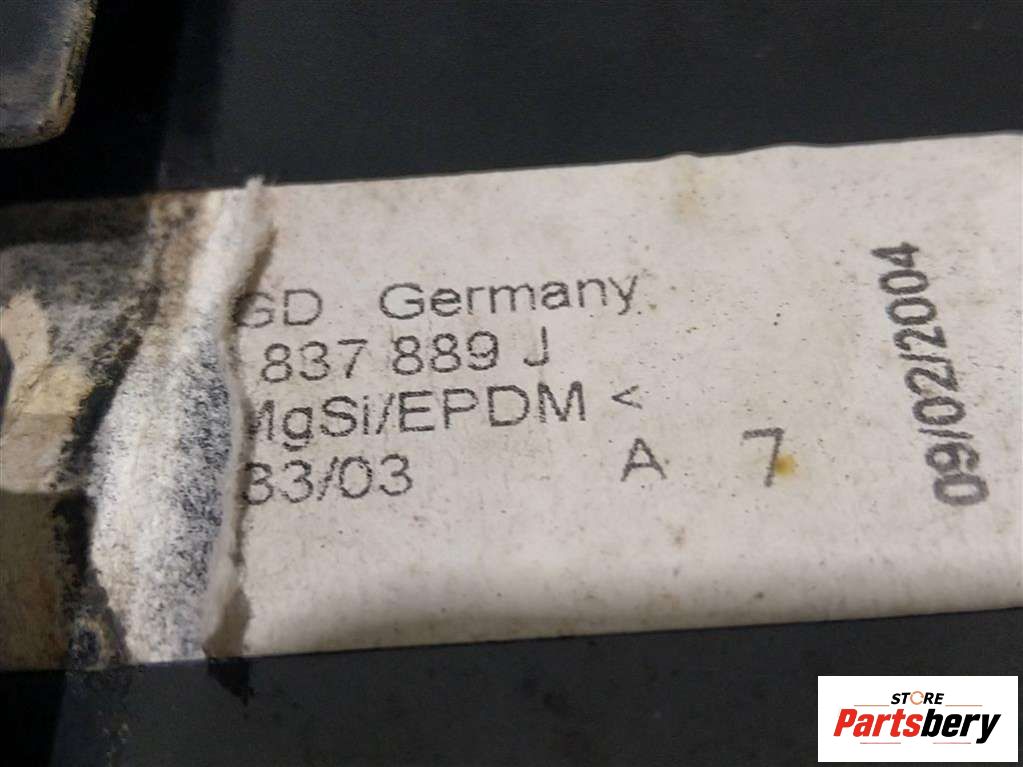 GD Germany
837 889 J
MgSi/EPDM <
33/03 A 7
09/02/2004
STORE
Partsbery